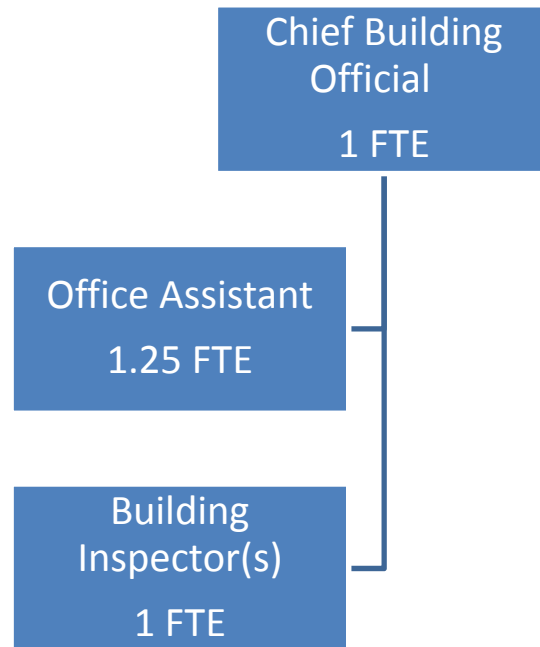 Chief Building
Official
1 FTE
Office Assistant
1.25 FTE
Building
Inspector(s)
1 FTE